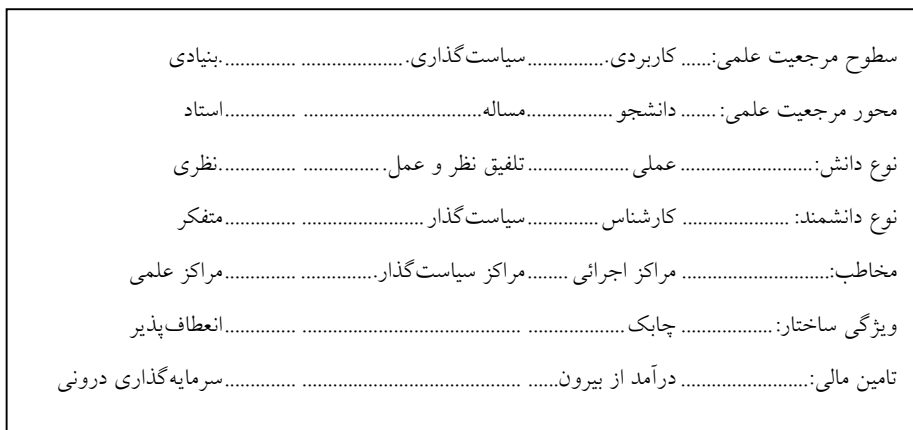 سطوح مرجعیت علمی:...... کاربردی................سیاست‌گذاری..................... ...............بنیادی
محور مرجعیت علمی: ....... دانشجو .................مساله................................... ..............استاد
نوع دانش:.......................... عملی ....................تلفیق نظر و عمل................. ...............نظری
نوع دانشمند: ..................... کارشناس ..............سیاست‌گذار ........................ ..............متفکر
مخاطب:............................. مراکز اجرائی ........مراکز سیاست‌گذار............... ..............مراکز علمی
ویژگی ساختار: .................. چابک ................... ........................................... ..............انعطاف‌پذیر
تامین مالی:......................... درآمد از بیرون...... ........................................... ..............سرمایه‌گذاری درونی